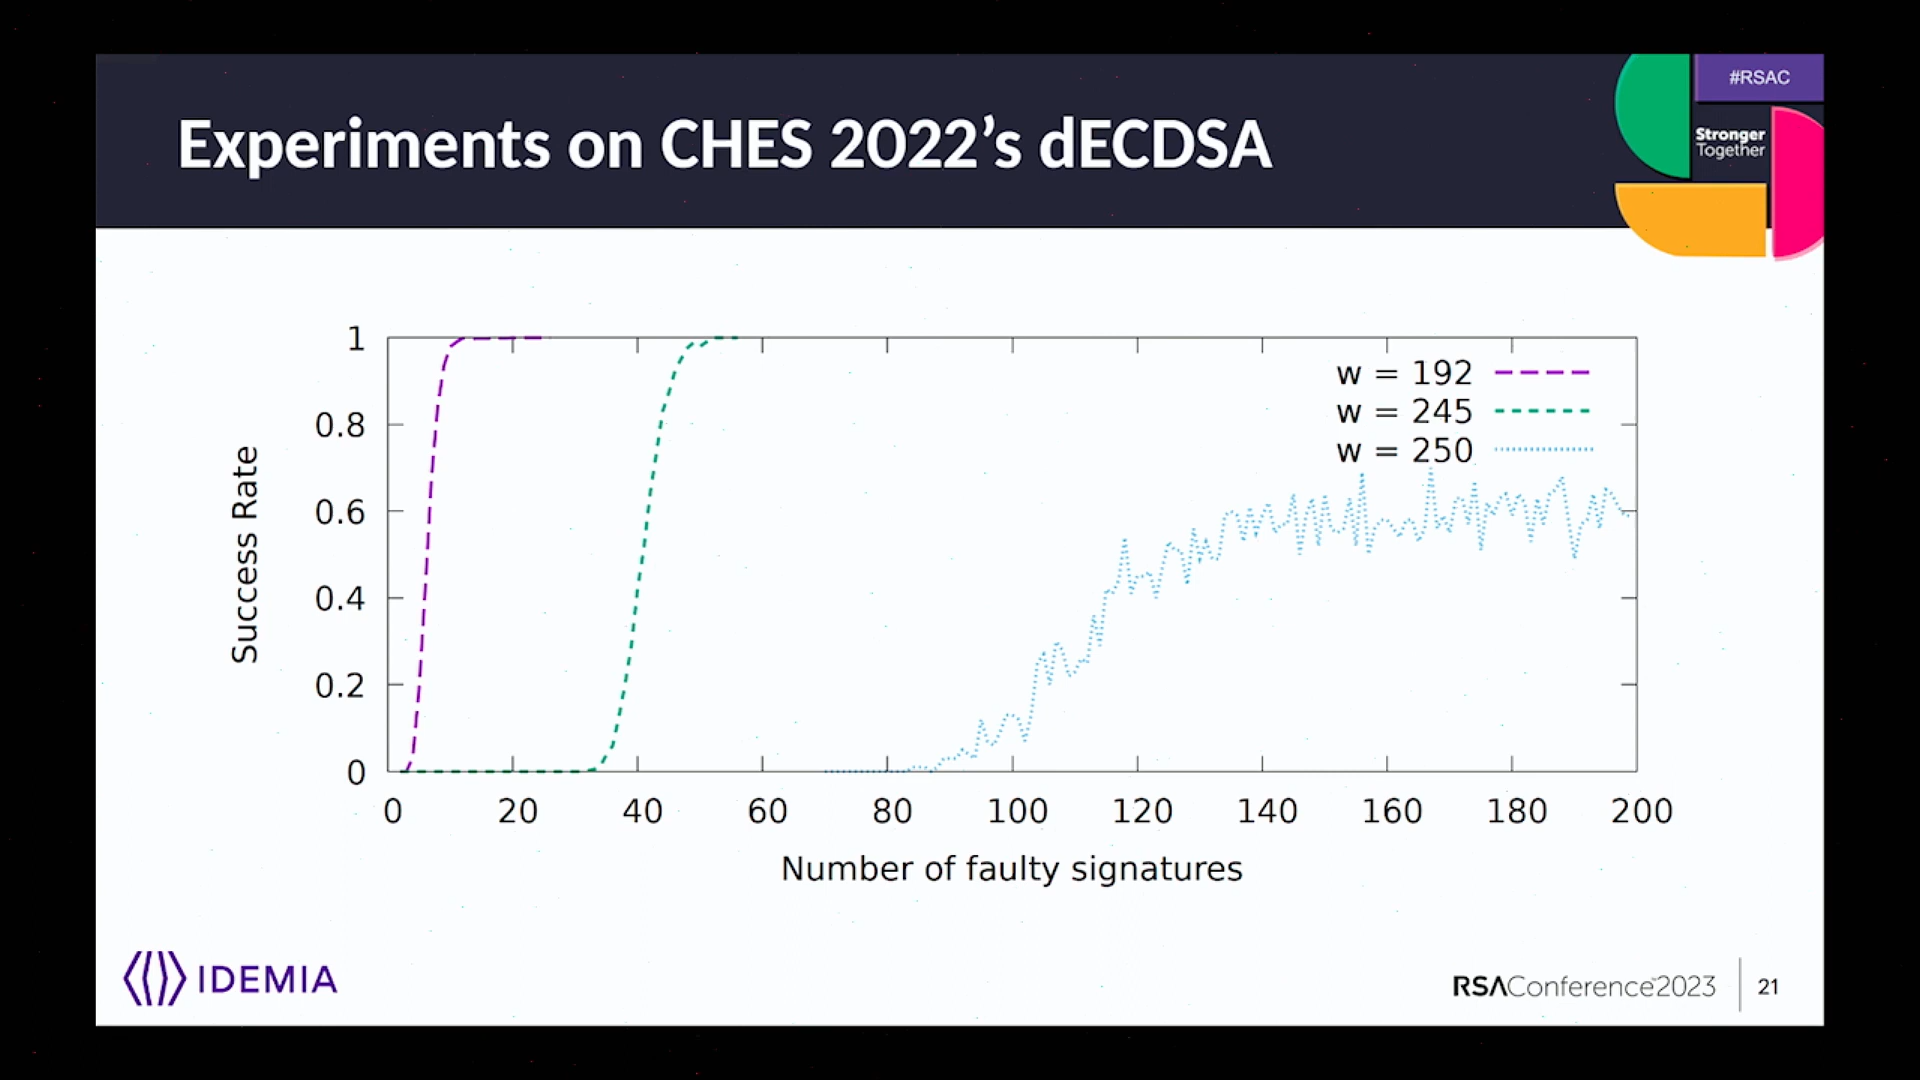 #RSAC
Stronger
Together
Experiments on CHES 2022’s dECDSA
1
0.8
0.6
0.4
0.2
0
Success Rate
w = 192
w = 245
w = 250
0 20 40 60 80 100 120 140 160 180 200
Number of faulty signatures
IDEMIA
RSAConference™2023 21